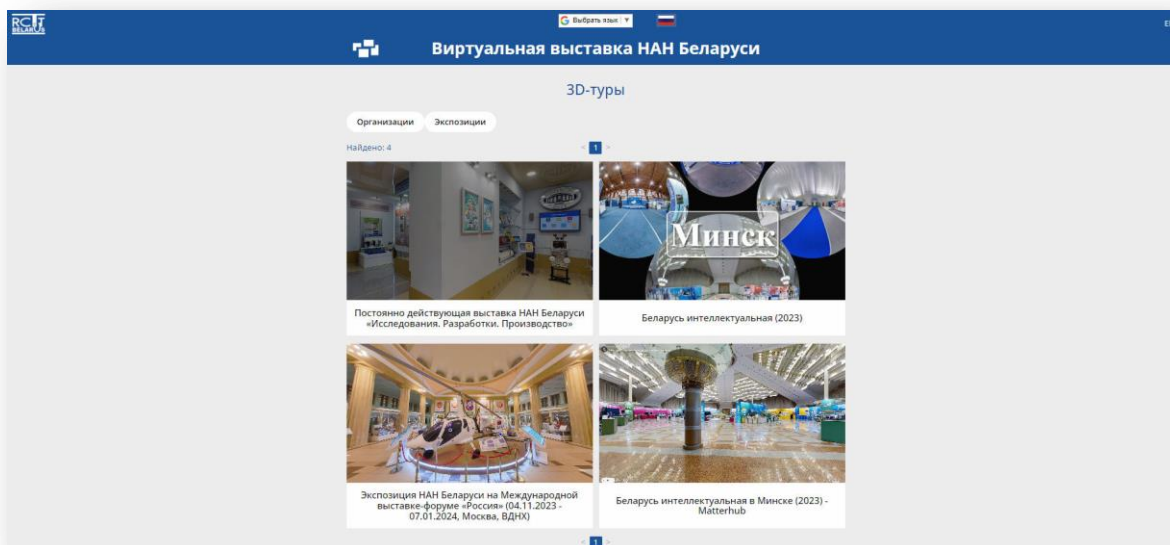 RCTT
BELARUS
G Выбрать язык | ▼
Виртуальная выставка НАН Беларуси
3D-туры
Организации Экспозиции
Найдено: 4
< 1 >
Минск
Постоянно действующая выставка НАН Беларуси
«Исследования. Разработки. Производство»
Беларусь интеллектуальная (2023)
Экспозиция НАН Беларуси на Международной
выставке-форуме «Россия» (04.11.2023 -
07.01.2024, Москва, ВДНХ)
Беларусь интеллектуальная в Минске (2023) -
Matterhub
< 1 >